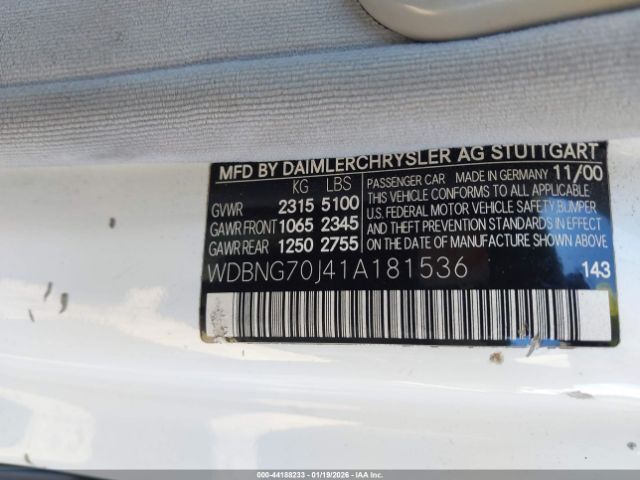 MFD BY DAIMLERCHRYSLER AG STUTTGART
KG LBS
GVWR 2315 5100
GAWR FRONT 1065 2345
GAWR REAR 1250 2755
PASSENGER CAR MADE IN GERMANY 11/00
THIS VEHICLE CONFORMS TO ALL APPLICABLE
U.S. FEDERAL MOTOR VEHICLE SAFETY, BUMPER
AND THEFT PREVENTION STANDARDS IN EFFECT
ON THE DATE OF MANUFACTURE SHOWN ABOVE
WDBNG70J41A181536 143
(BRANCH: 000 - 44188233 - 01/19/2026 - IAA Inc)